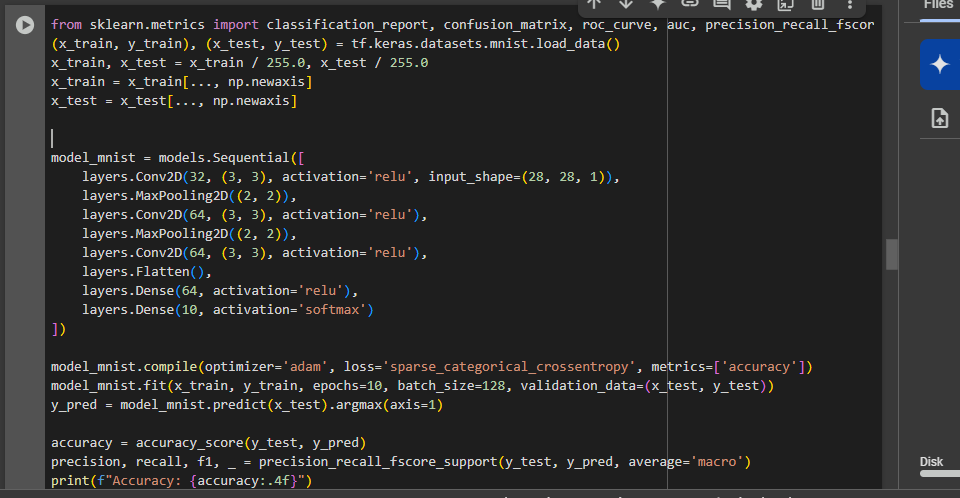 Files
from sklearn.metrics import classification_report, confusion_matrix, roc_curve, auc, precision_recall_fscor
(x_train, y_train), (x_test, y_test) = tf.keras.datasets.mnist.load_data()
x_train, x_test = x_train / 255.0, x_test / 255.0
x_train = x_train[..., np.newaxis]
x_test = x_test[..., np.newaxis]
model_mnist = models.Sequential([
    layers.Conv2D(32, (3, 3), activation='relu', input_shape=(28, 28, 1)),
    layers.MaxPooling2D((2, 2)),
    layers.Conv2D(64, (3, 3), activation='relu'),
    layers.MaxPooling2D((2, 2)),
    layers.Conv2D(64, (3, 3), activation='relu'),
    layers.Flatten(),
    layers.Dense(64, activation='relu'),
    layers.Dense(10, activation='softmax')
])
model_mnist.compile(optimizer='adam', loss='sparse_categorical_crossentropy', metrics=['accuracy'])
model_mnist.fit(x_train, y_train, epochs=10, batch_size=128, validation_data=(x_test, y_test))
y_pred = model_mnist.predict(x_test).argmax(axis=1)
accuracy = accuracy_score(y_test, y_pred)
precision, recall, f1, _ = precision_recall_fscore_support(y_test, y_pred, average='macro')
print(f"Accuracy: {accuracy:.4f}")
Disk